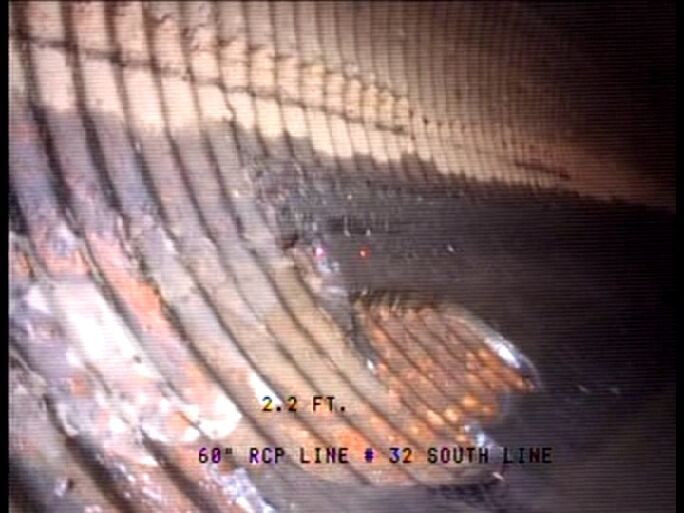 2.2 FT.
60" RCP LINE # 32 SOUTH LINE